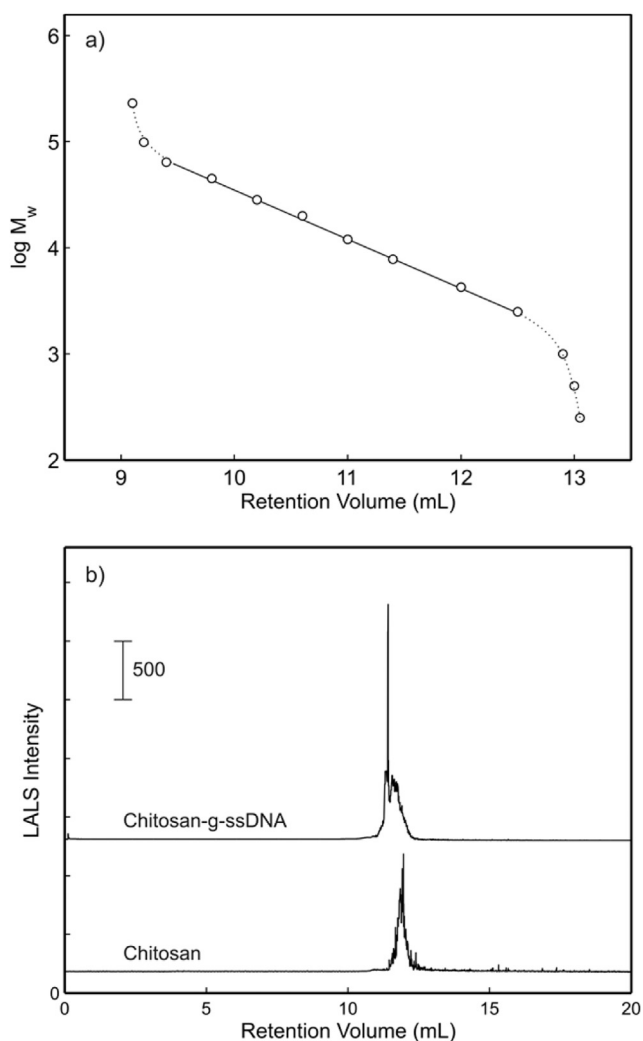 a)
6
5
4
3
2
log Mw
9 10 11 12 13
Retention Volume (mL)
b)
500
LALS Intensity
Chitosan-g-ssDNA
Chitosan
0
0 5 10 15 20
Retention Volume (mL)